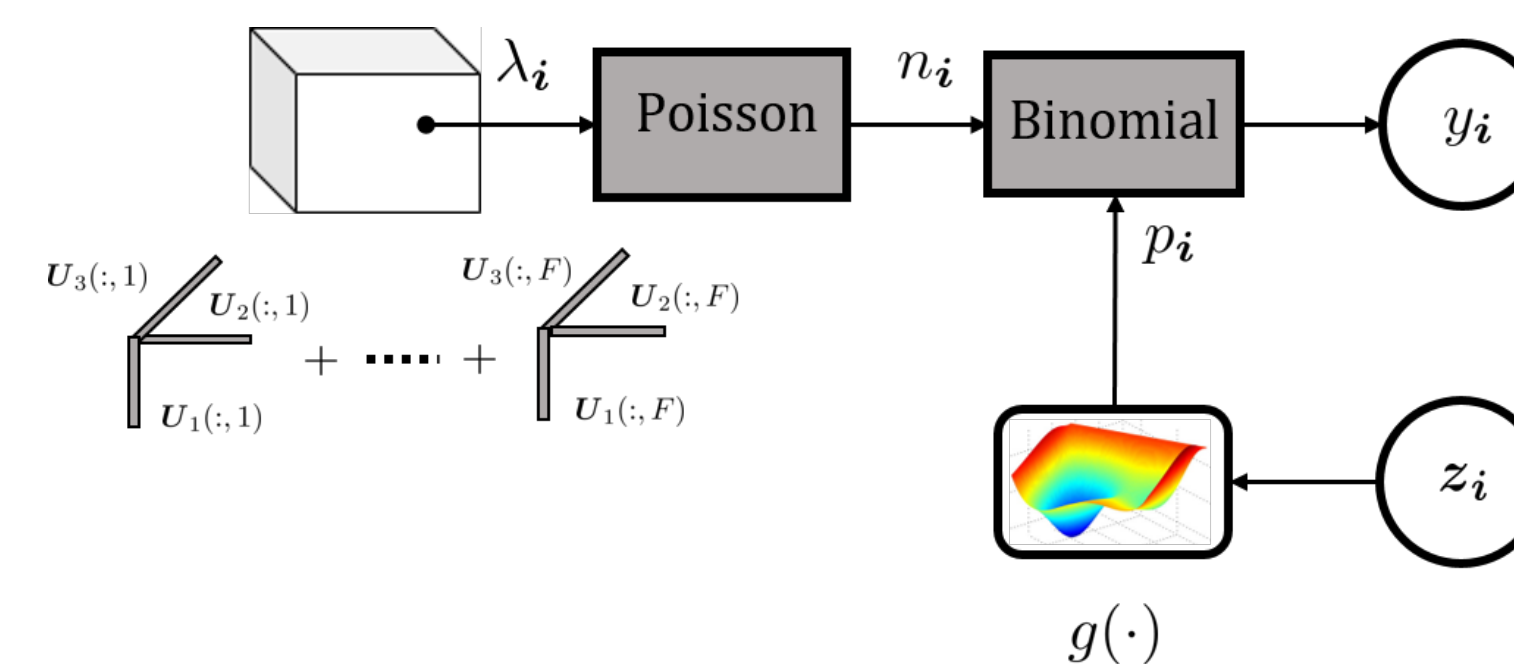 λ_i
Poisson
n_i
Binomial
y_i
p_i
U_3(:, 1)
U_2(:, 1)
U_1(:, 1)
+ ······ +
U_3(:, F)
U_2(:, F)
U_1(:, F)
z_i
g(·)